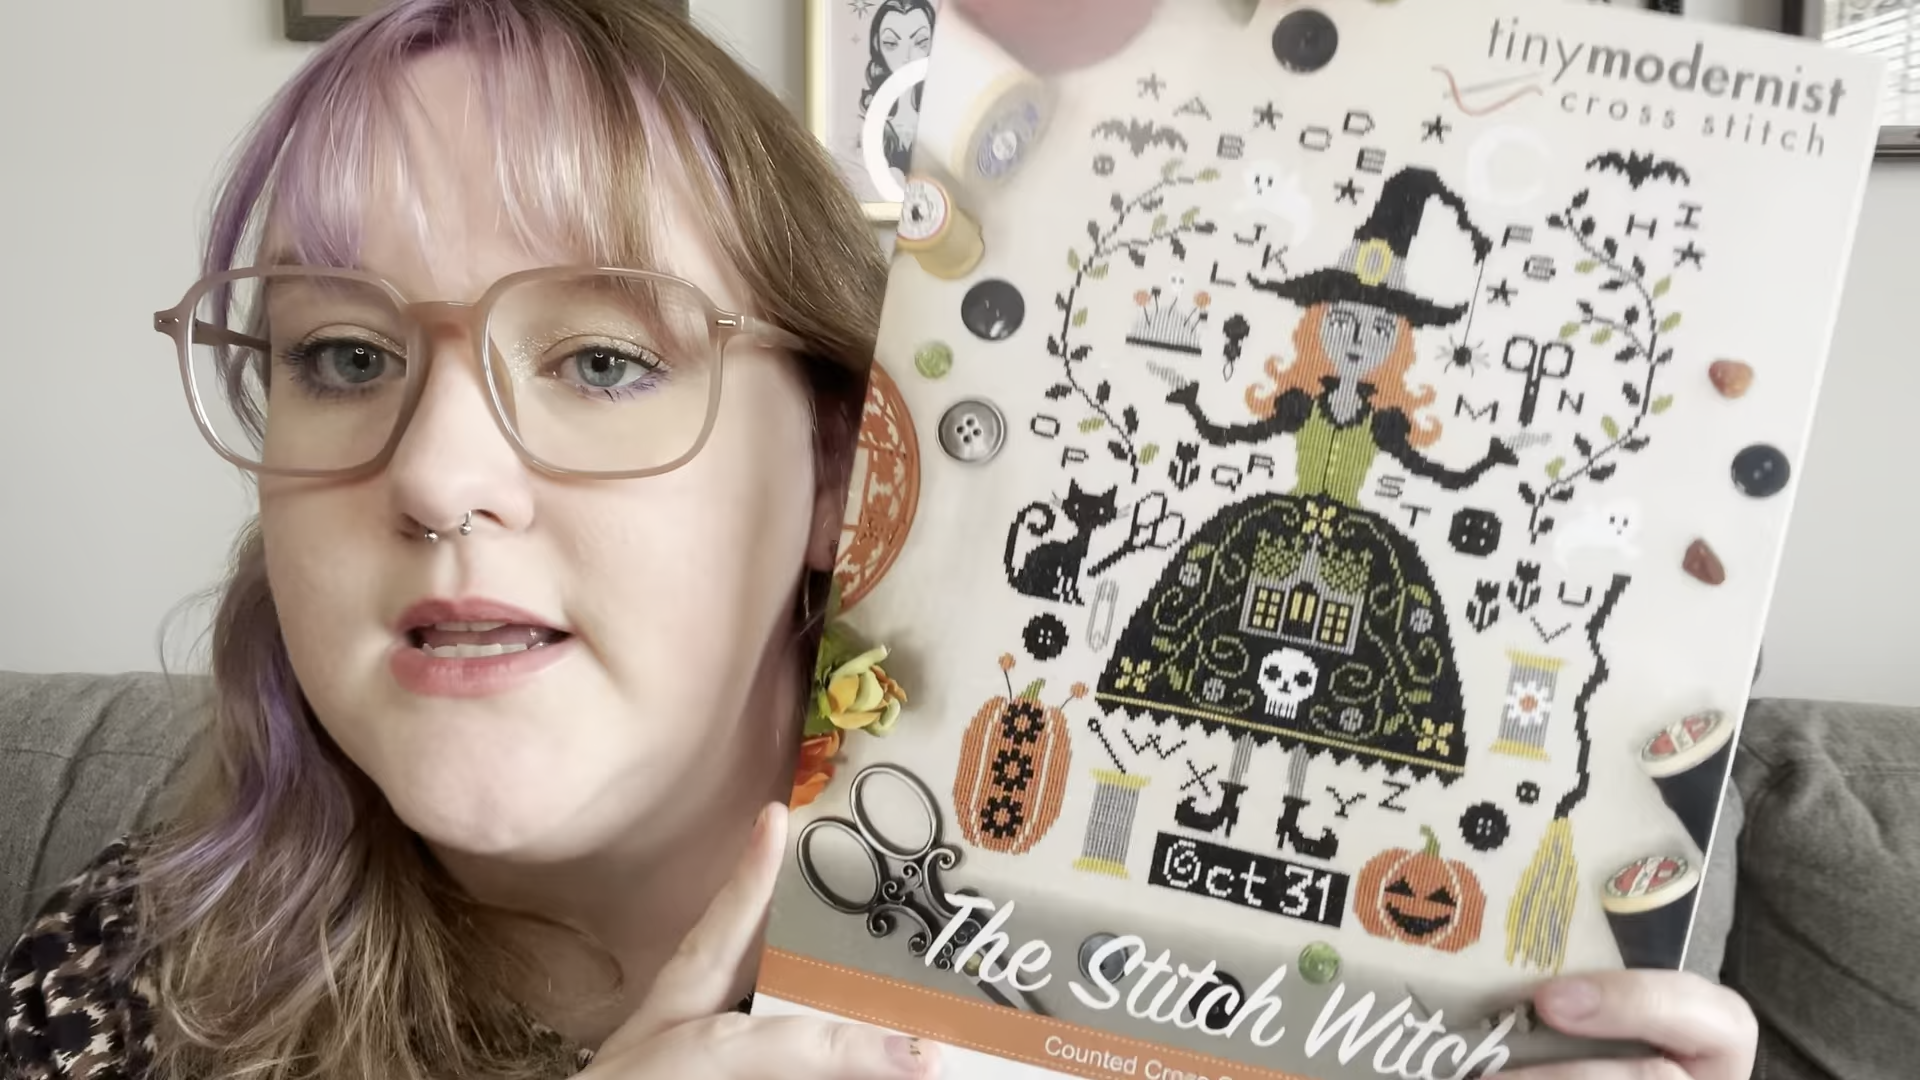 tinymodernist
cross stitch
A B C D E
F G H I
J K L
M N
O P Q R S T
U V
W X Y Z
Oct 31
The Stitch Witch
Counted Cross